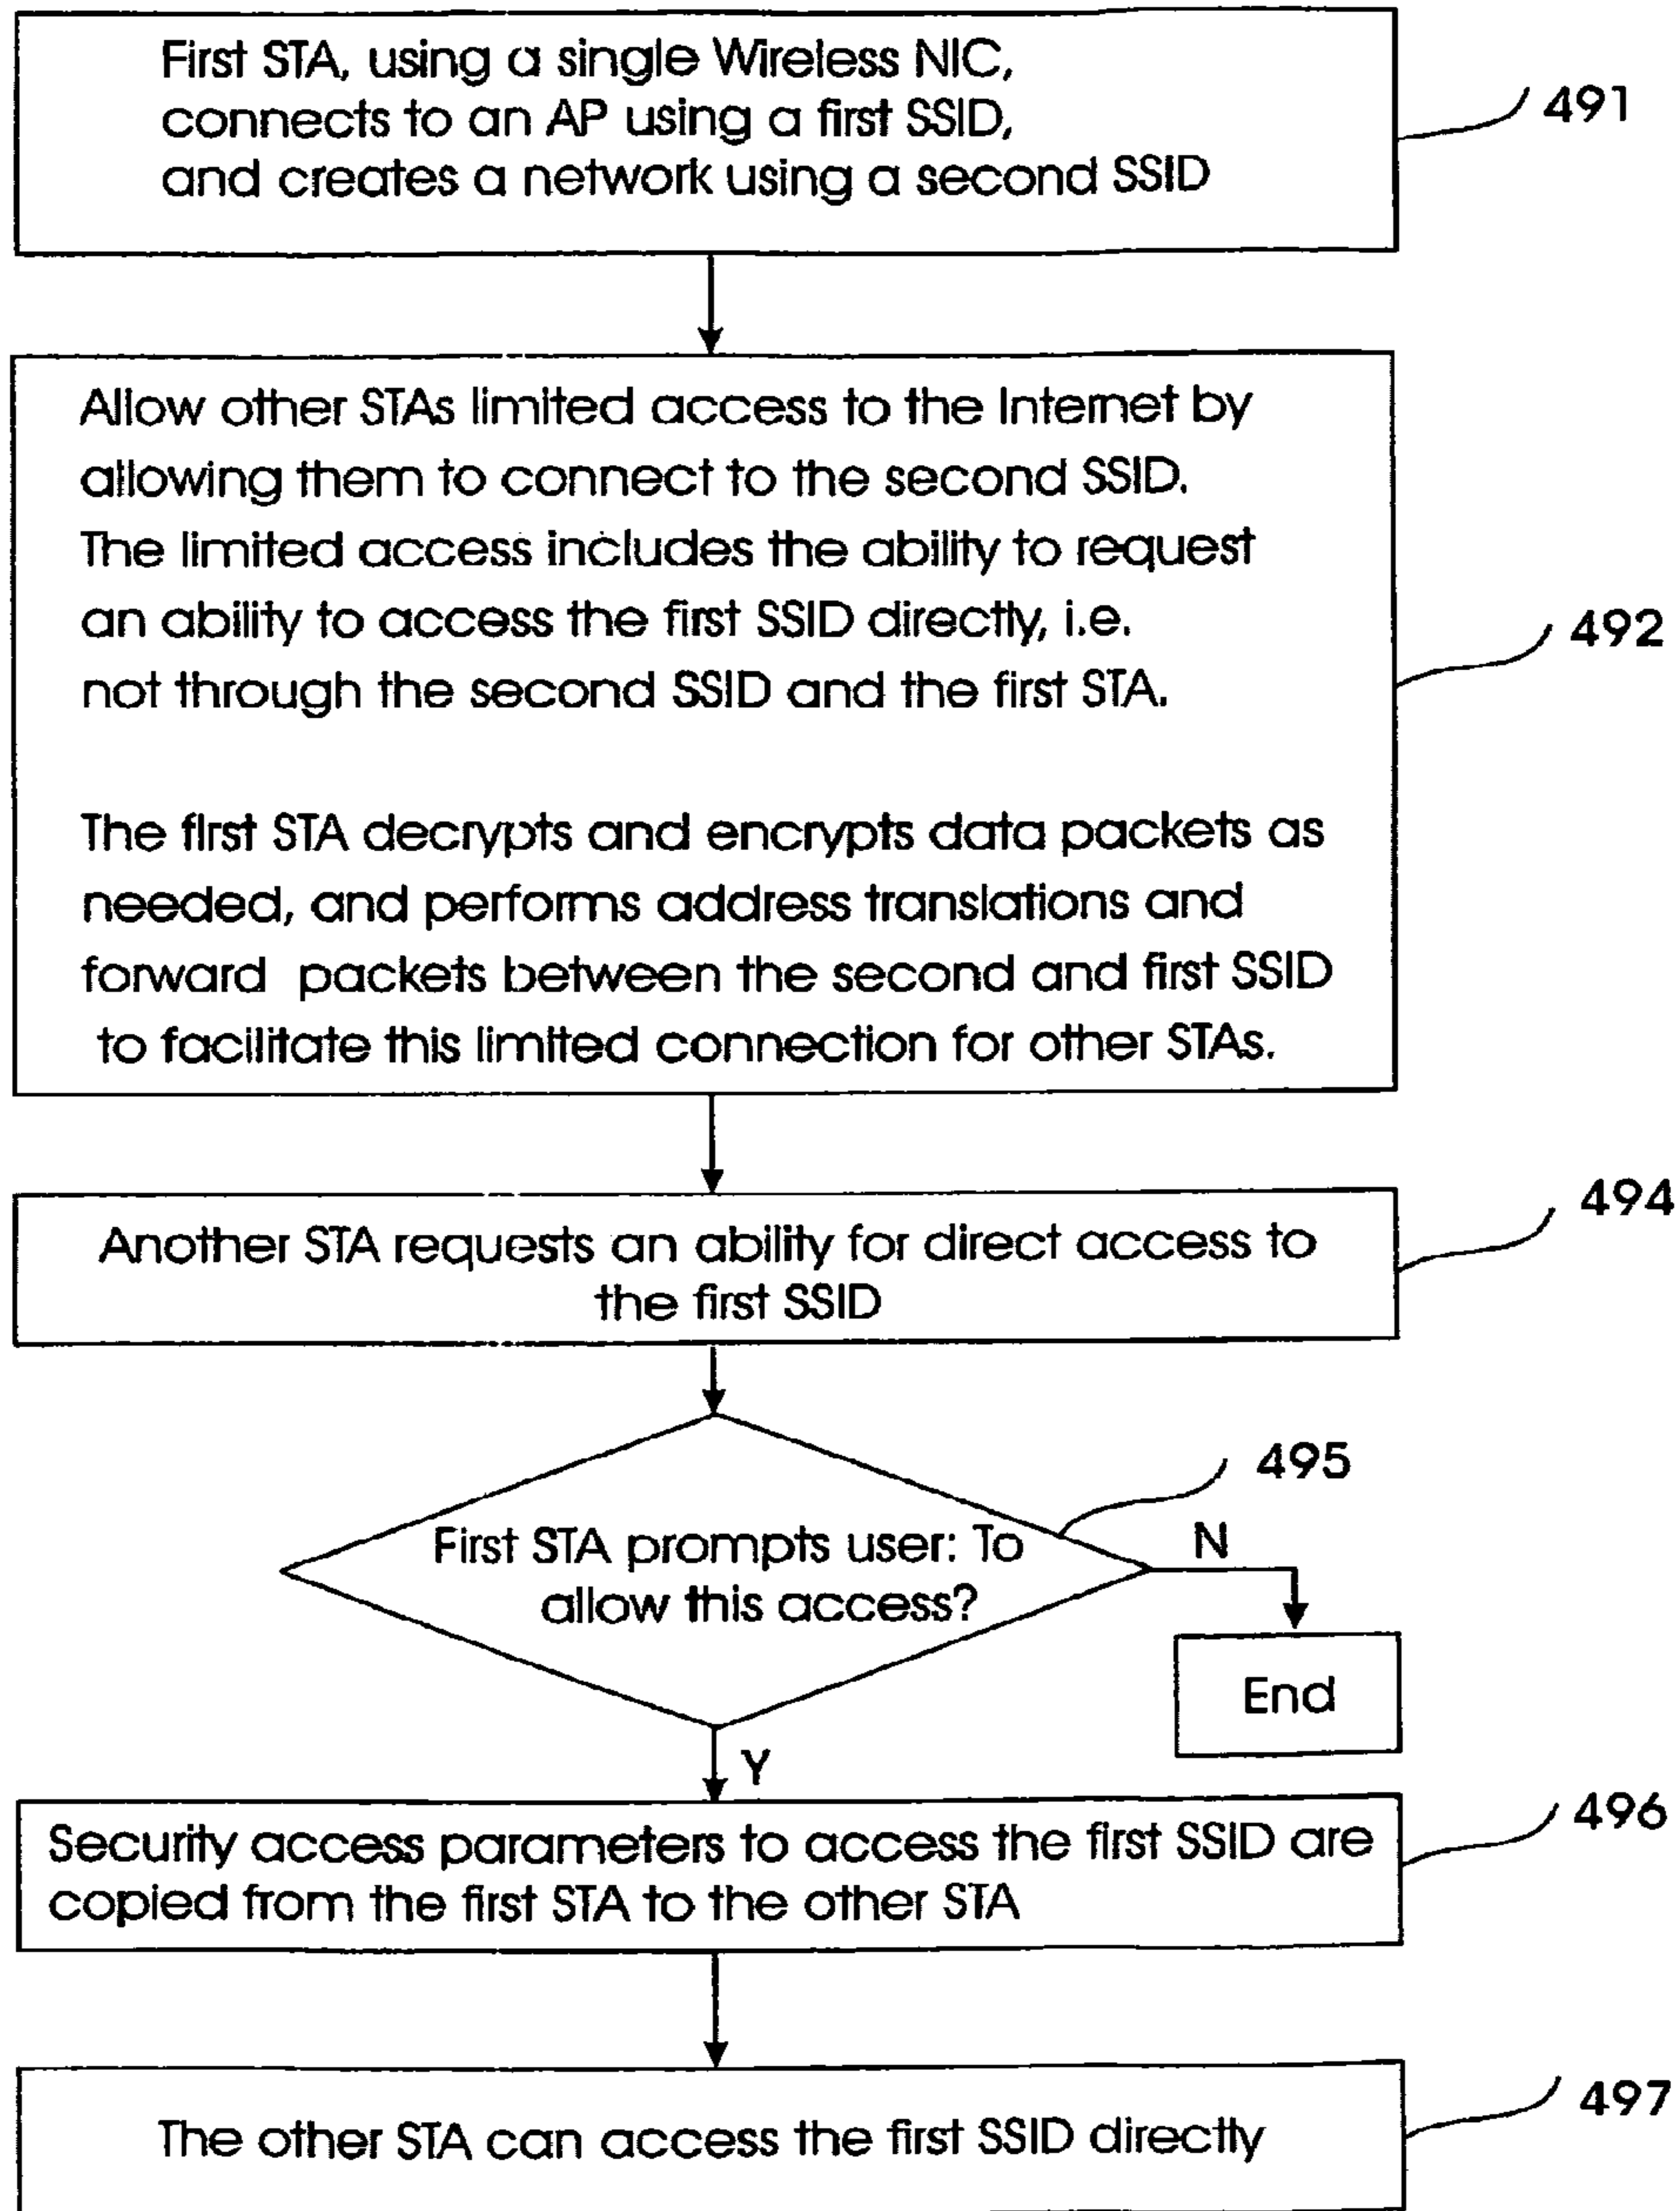 First STA, using a single Wireless NIC,
connects to an AP using a first SSID,
and creates a network using a second SSID
491
Allow other STAs limited access to the Internet by
allowing them to connect to the second SSID.
The limited access includes the ability to request
an ability to access the first SSID directly, i.e.
not through the second SSID and the first STA.
The first STA decrypts and encrypts data packets as
needed, and performs address translations and
forward packets between the second and first SSID
to facilitate this limited connection for other STAs.
492
Another STA requests an ability for direct access to
the first SSID
494
First STA prompts user: To
allow this access?
495
N
End
Y
Security access parameters to access the first SSID are
copied from the first STA to the other STA
496
The other STA can access the first SSID directly
497